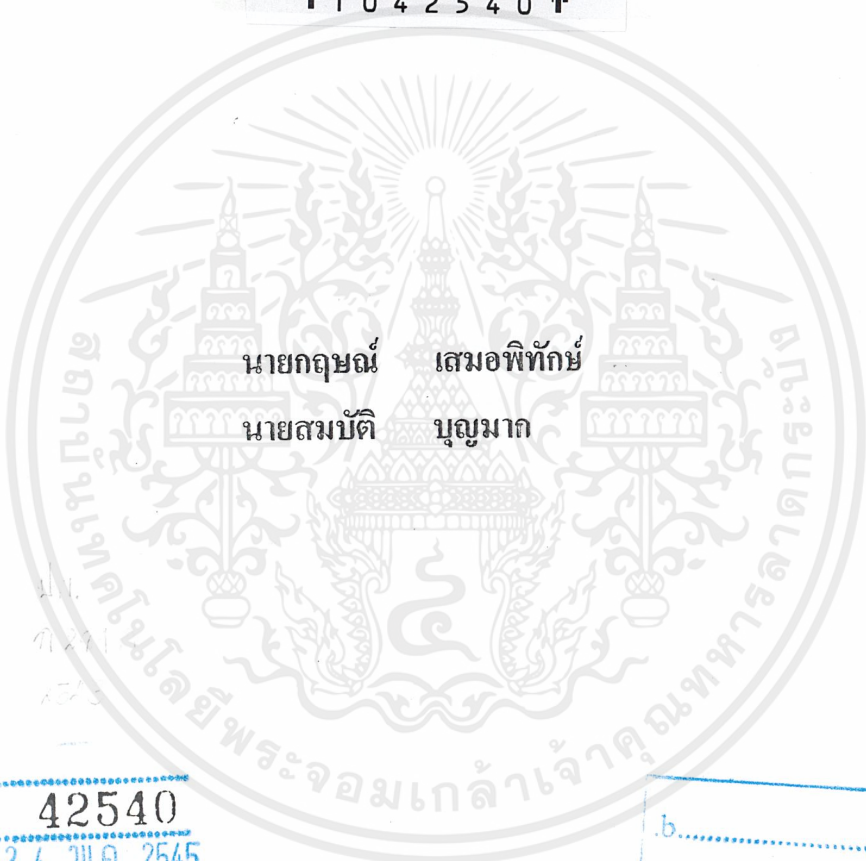 1042540
นายกฤษณ์ เสมอพิทักษ์
นายสมบัติ บุญมาก
สถาบันเทคโนโลยีพระจอมเกล้าเจ้าคุณทหารลาดกระบัง
42540
2545
.b